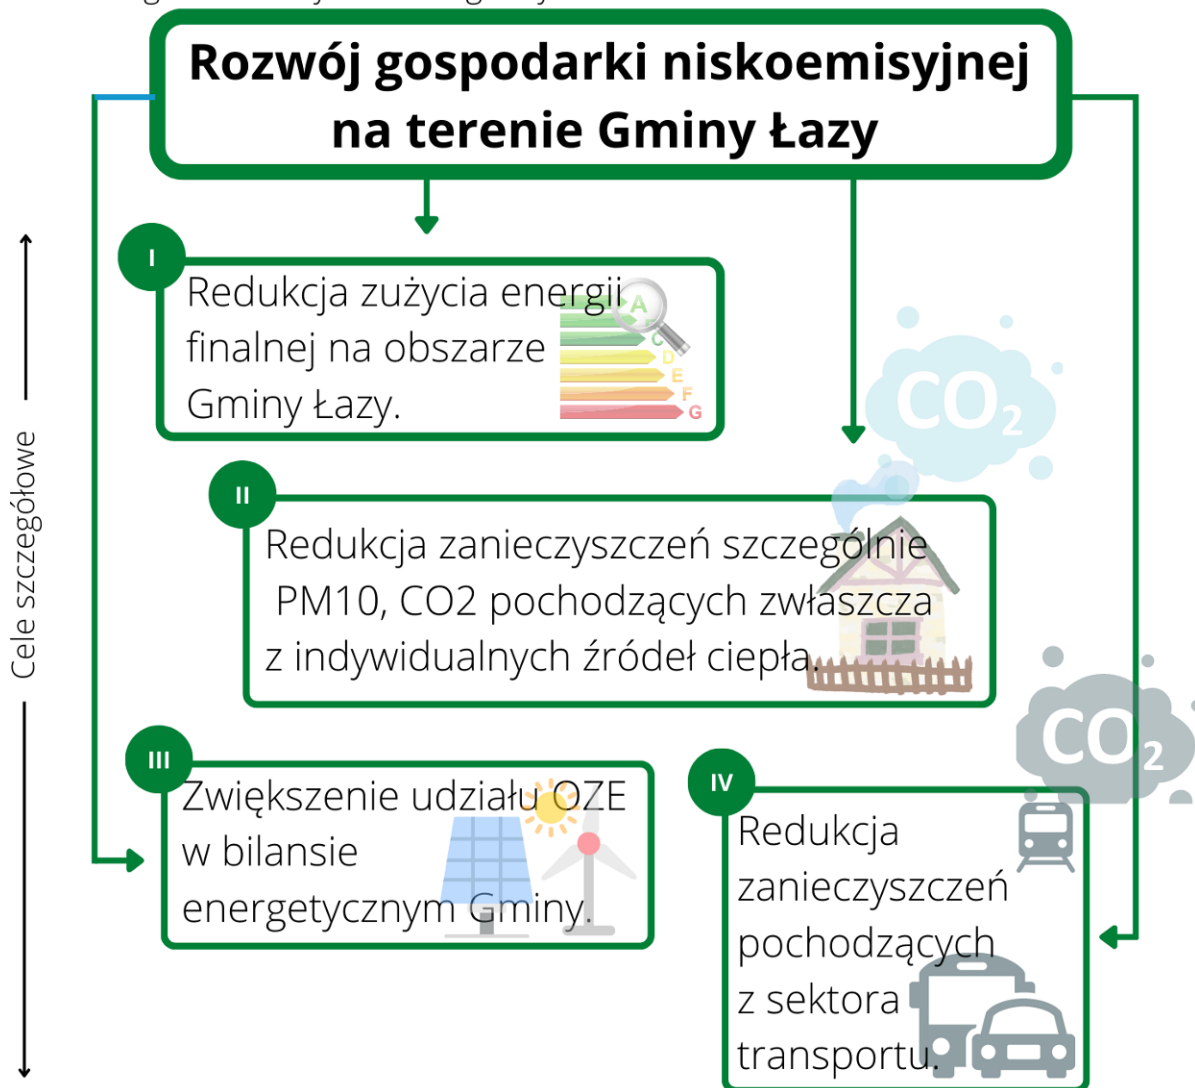 Rozwój gospodarki niskoemisyjnej
na terenie Gminy Łazy
Cele szczegółowe
I
Redukcja zużycia energii
finalnej na obszarze
Gminy Łazy.
A
C
D
E
F
G
CO2
II
Redukcja zanieczyszczeń szczególnie
PM10, CO2 pochodzących zwłaszcza
z indywidualnych źródeł ciepła.
CO2
III
Zwiększenie udziału OZE
w bilansie
energetycznym Gminy.
IV
Redukcja
zanieczyszczeń
pochodzących
z sektora
transportu.